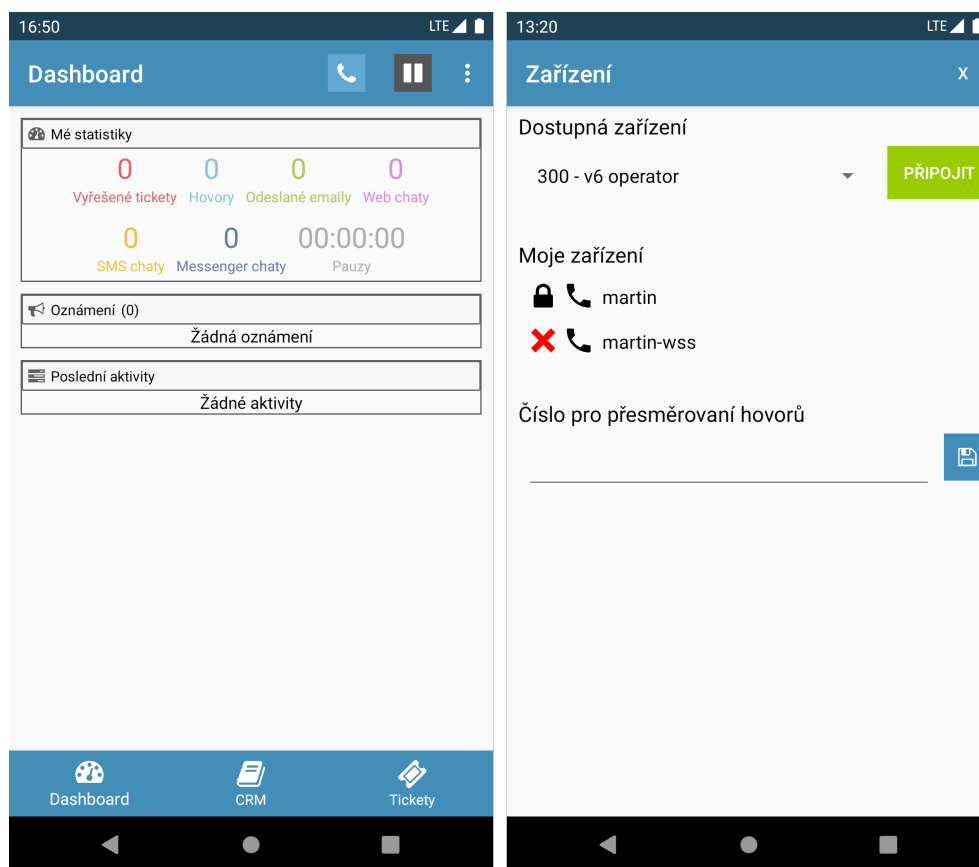 16:50
LTE
Dashboard
Mé statistiky
0 0 0 0
Vyřešené tickety Hovory Odeslané emaily Web chaty
0 0 00:00:00
SMS chaty Messenger chaty Pauzy
Oznámení (0)
Žádná oznámení
Poslední aktivity
Žádné aktivity
Dashboard CRM Tickety
13:20
LTE
Zařízení
X
Dostupná zařízení
300 - v6 operator
PŘIPOJIT
Moje zařízení
martin
martin-wss
Číslo pro přesměrovaní hovorů